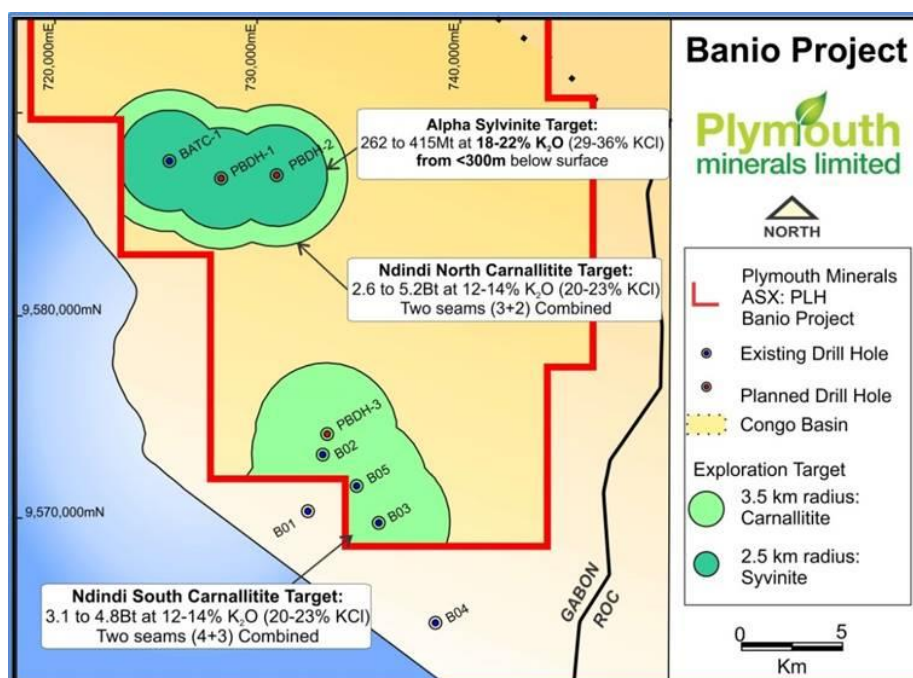 720,000mE
730,000mE
740,000mE
BATC-1
PBDH-1
PBDH-2
Alpha Sylvinite Target:
262 to 415Mt at 18-22% K₂O (29-36% KCl)
from <300m below surface
Ndindi North Carnallitite Target:
2.6 to 5.2Bt at 12-14% K₂O (20-23% KCl)
Two seams (3+2) Combined
9,580,000mN
PBDH-3
B02
B05
B03
B01
9,570,000mN
Ndindi South Carnallitite Target:
3.1 to 4.8Bt at 12-14% K₂O (20-23% KCl)
Two seams (4+3) Combined
B04
GABON
ROC
Banio Project
Plymouth
minerals limited
NORTH
Plymouth Minerals
ASX: PLH
Banio Project
Existing Drill Hole
Planned Drill Hole
Congo Basin
Exploration Target
3.5 km radius:
Carnallitite
2.5 km radius:
Syvinite
0 5
Km